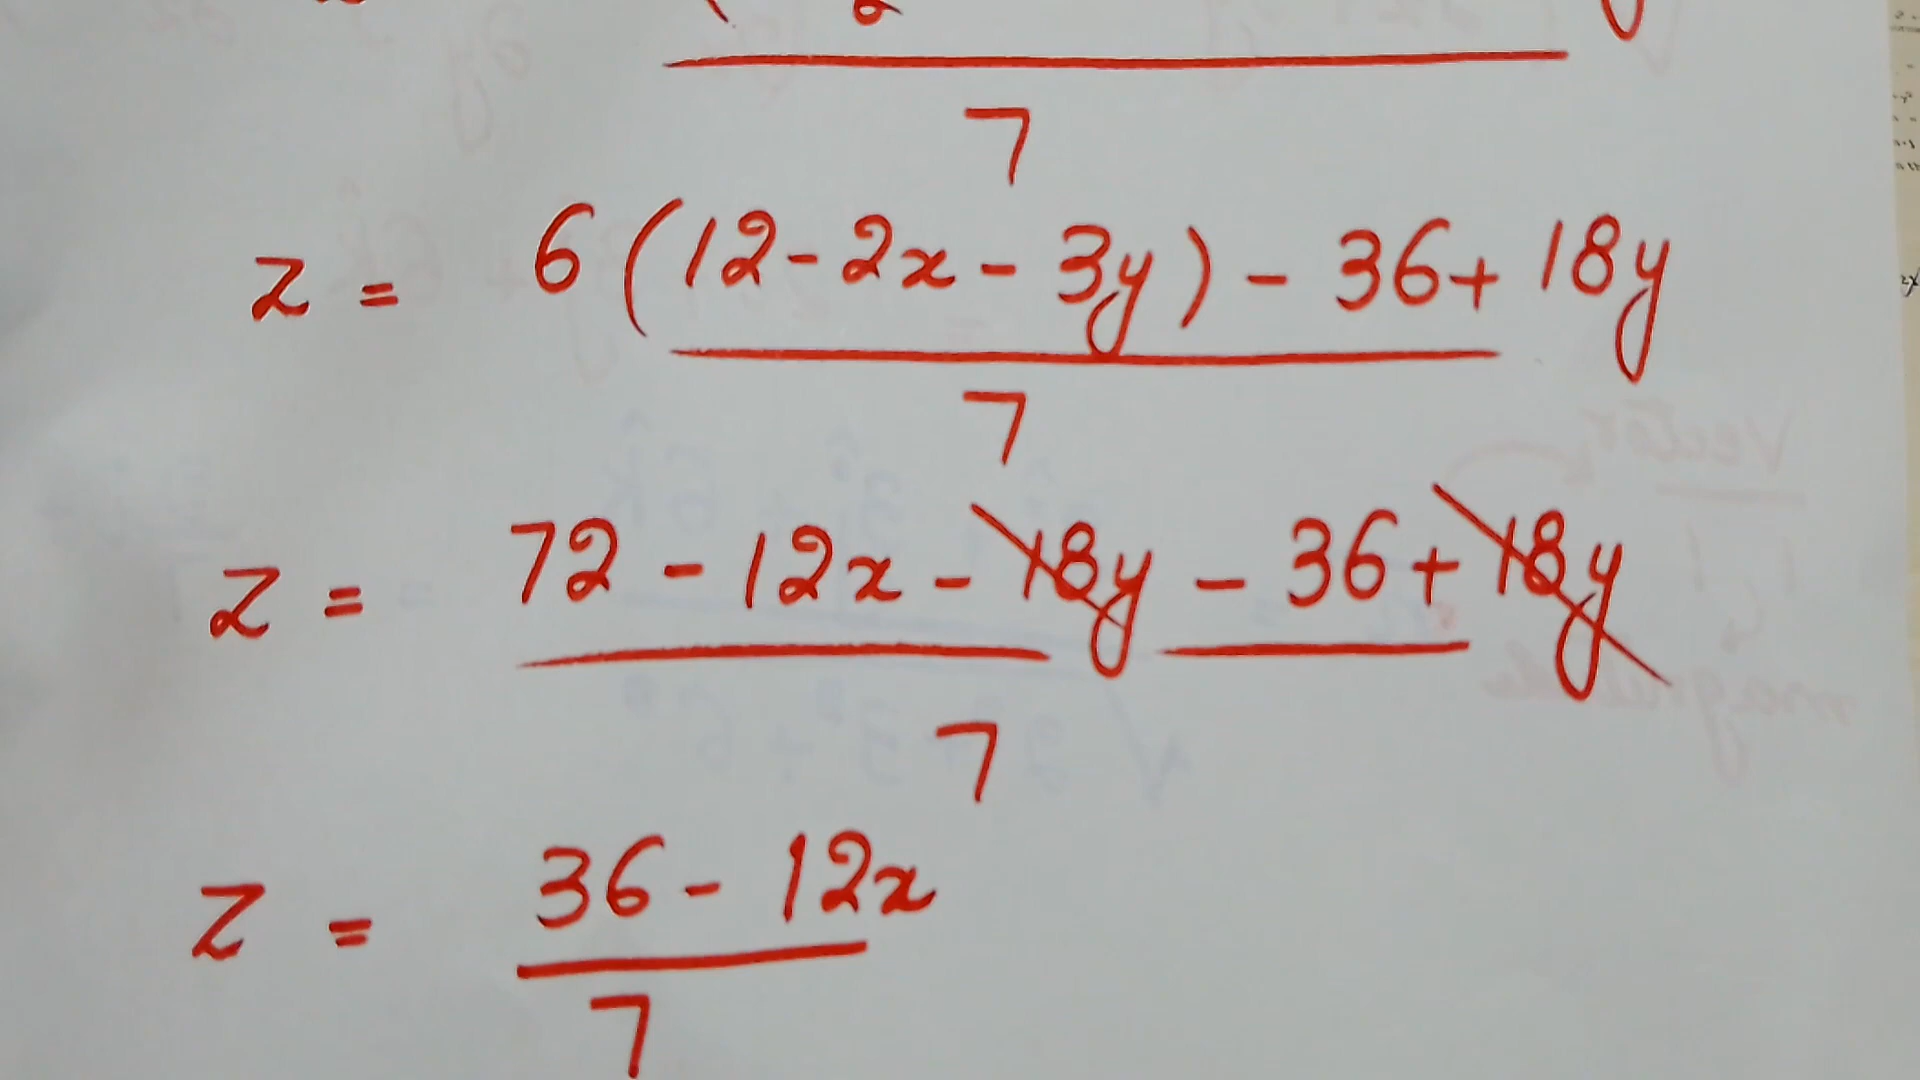 7
z = 6(12-2x-3y)-36+18y
7
z = 72-12x-18y-36+18y
7
z = 36-12x
7